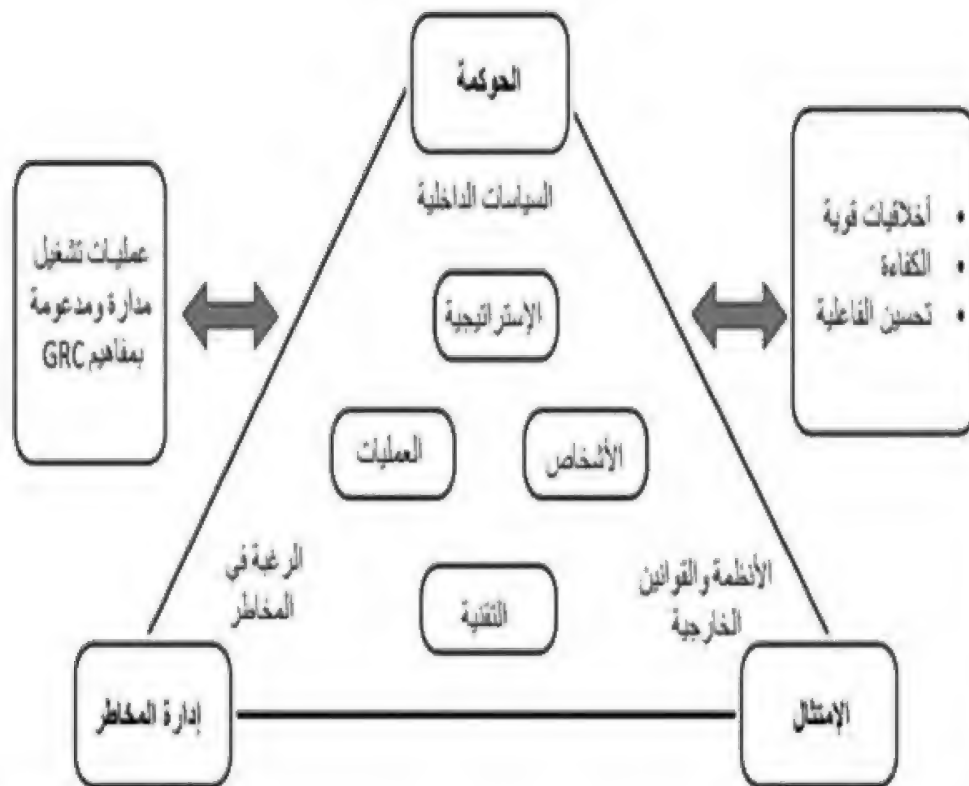 الحوكمة
السياسات الداخلية
• أخلاقيات قوية
• الكفاءة
• تحسين الفاعلية
عمليات تشغيل
مدارة ومدعومة
بمفاهيم GRC
الإستراتيجية
الأشخاص
العمليات
الأنظمة والقوانين
الخارجية
الرغبة في
المخاطر
التقنية
الإمتثال
إدارة المخاطر